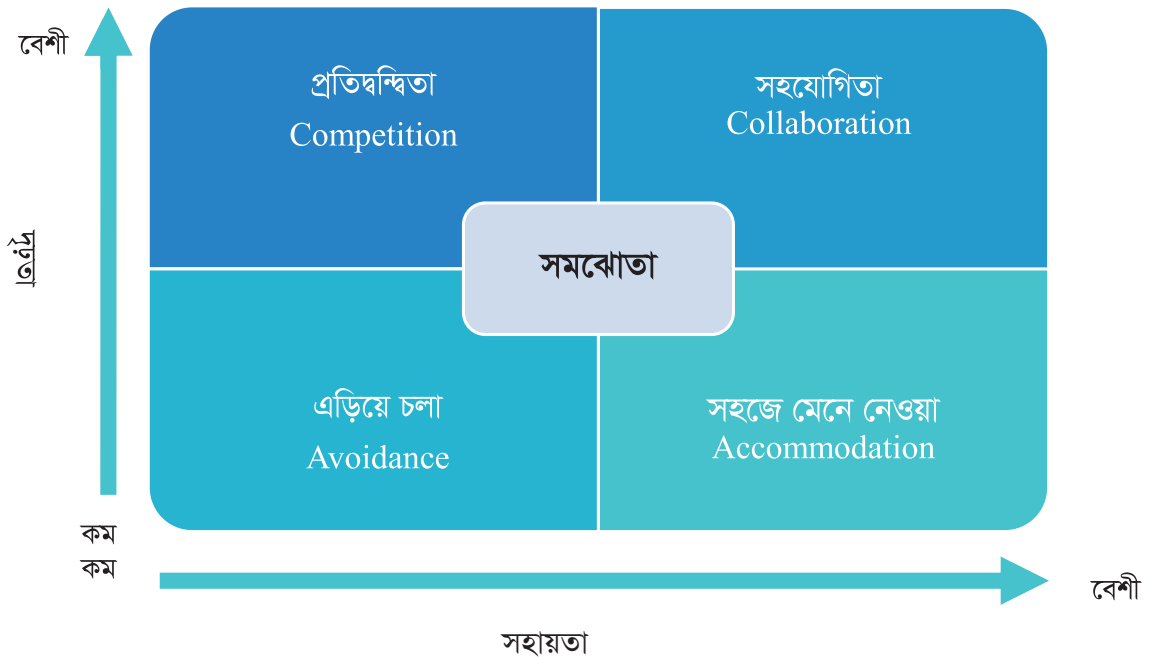 বেশী
প্রতিদ্বন্দ্বিতা
Competition
সহযোগিতা
Collaboration
দৃঢ়তা
সমঝোতা
এড়িয়ে চলা
Avoidance
সহজে মেনে নেওয়া
Accommodation
কম
কম
বেশী
সহায়তা